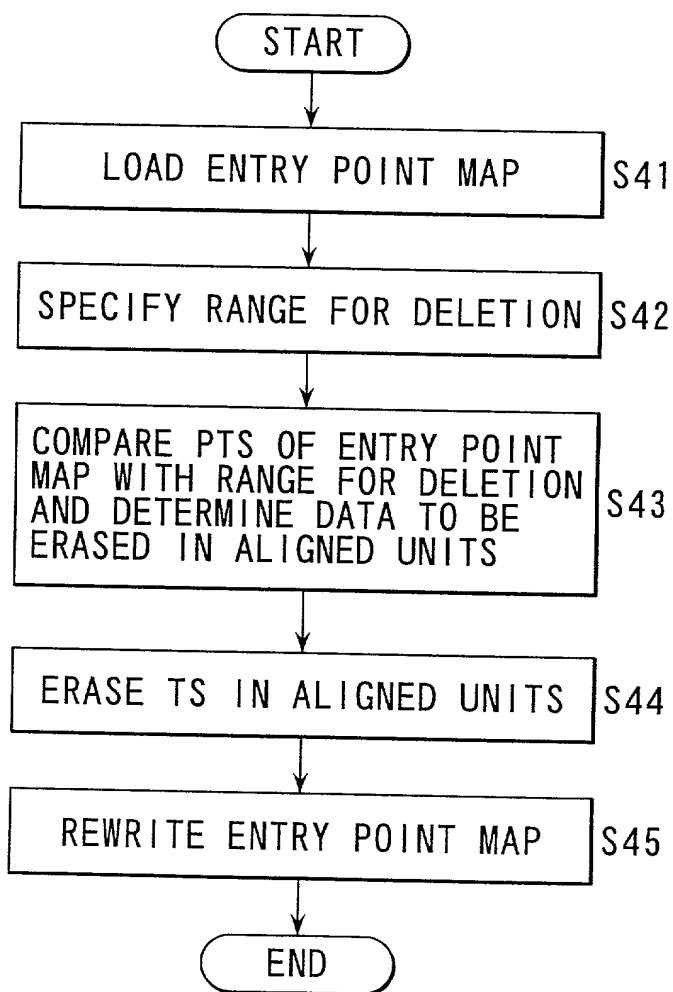 START
LOAD ENTRY POINT MAP S41
SPECIFY RANGE FOR DELETION S42
COMPARE PTS OF ENTRY POINT
MAP WITH RANGE FOR DELETION
AND DETERMINE DATA TO BE
ERASED IN ALIGNED UNITS
S43
ERASE TS IN ALIGNED UNITS S44
REWRITE ENTRY POINT MAP S45
END